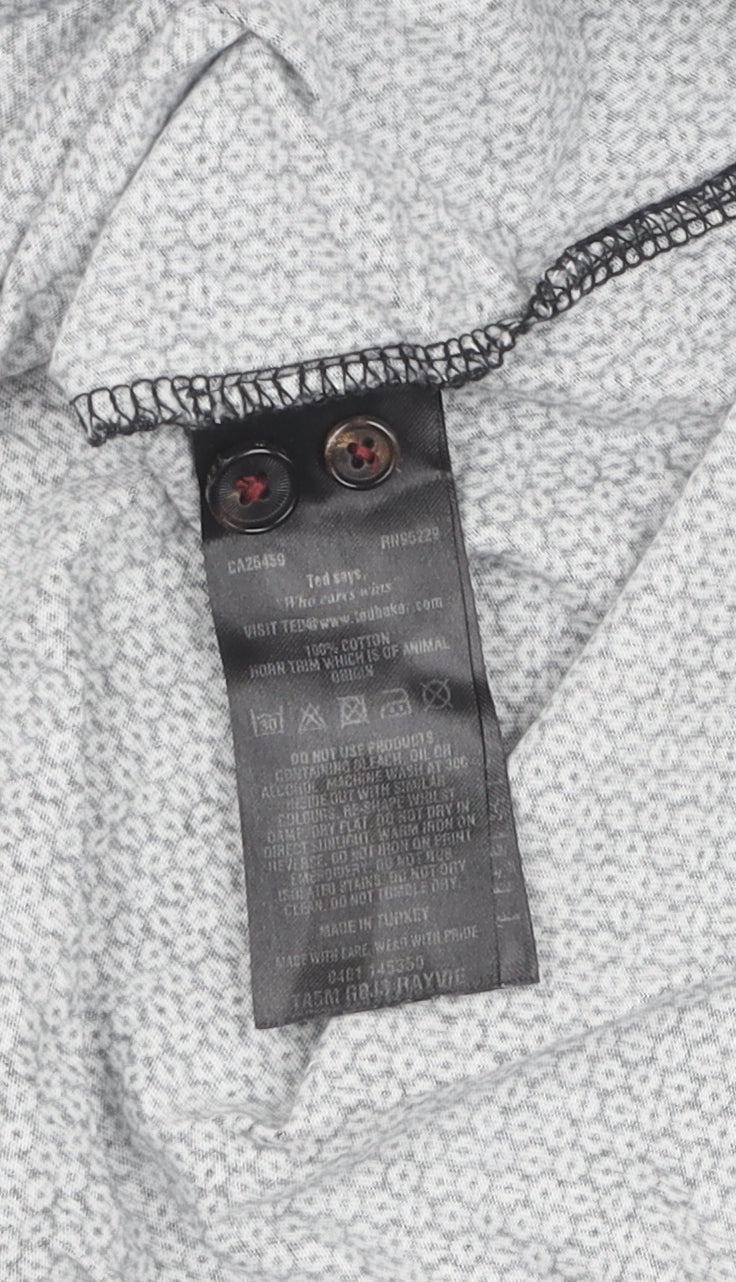 CA25459 RN95229
Ted says,
Who cares wins
VISIT TED@www.tedbaker.com
100% COTTON
HORN TRIM WHICH IS OF ANIMAL
ORIGIN
30
DO NOT USE PRODUCTS
CONTAINING BLEACH, OIL OR
ALCOHOL. MACHINE WASH AT 30C
INSIDE OUT WITH SIMILAR
COLOURS. RE-SHAPE WHILST
DAMP. DRY FLAT. DO NOT DRY IN
DIRECT SUNLIGHT. WARM IRON ON
REVERSE. DO NOT IRON ON PRINT
EMBROIDERY. DO NOT RUB
ISOLATED STAINS. DO NOT DRY
CLEAN. DO NOT TUMBLE DRY.
MADE IN TURKEY
MADE WITH CARE, WEAR WITH PRIDE
0401 145350
TA5M